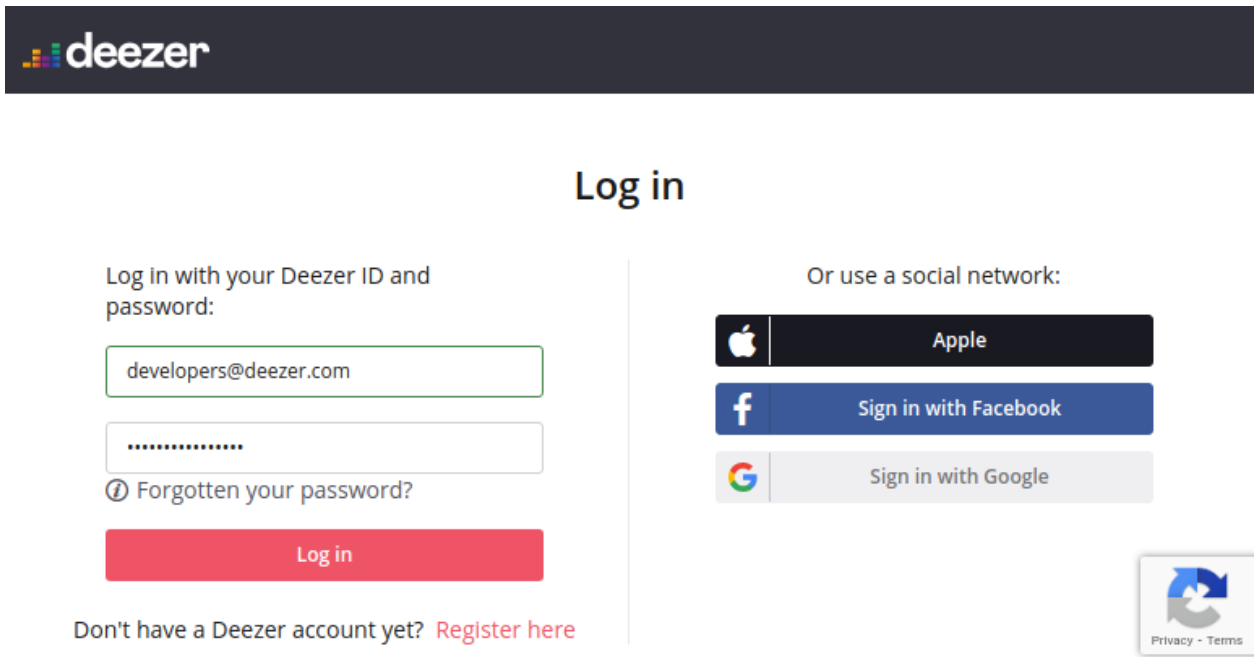 deezer
Log in
Log in with your Deezer ID and
password:
developers@deezer.com
•••••••••••••••
Forgotten your password?
Log in
Don't have a Deezer account yet? Register here
Or use a social network:
Apple
Sign in with Facebook
Sign in with Google
Privacy - Terms